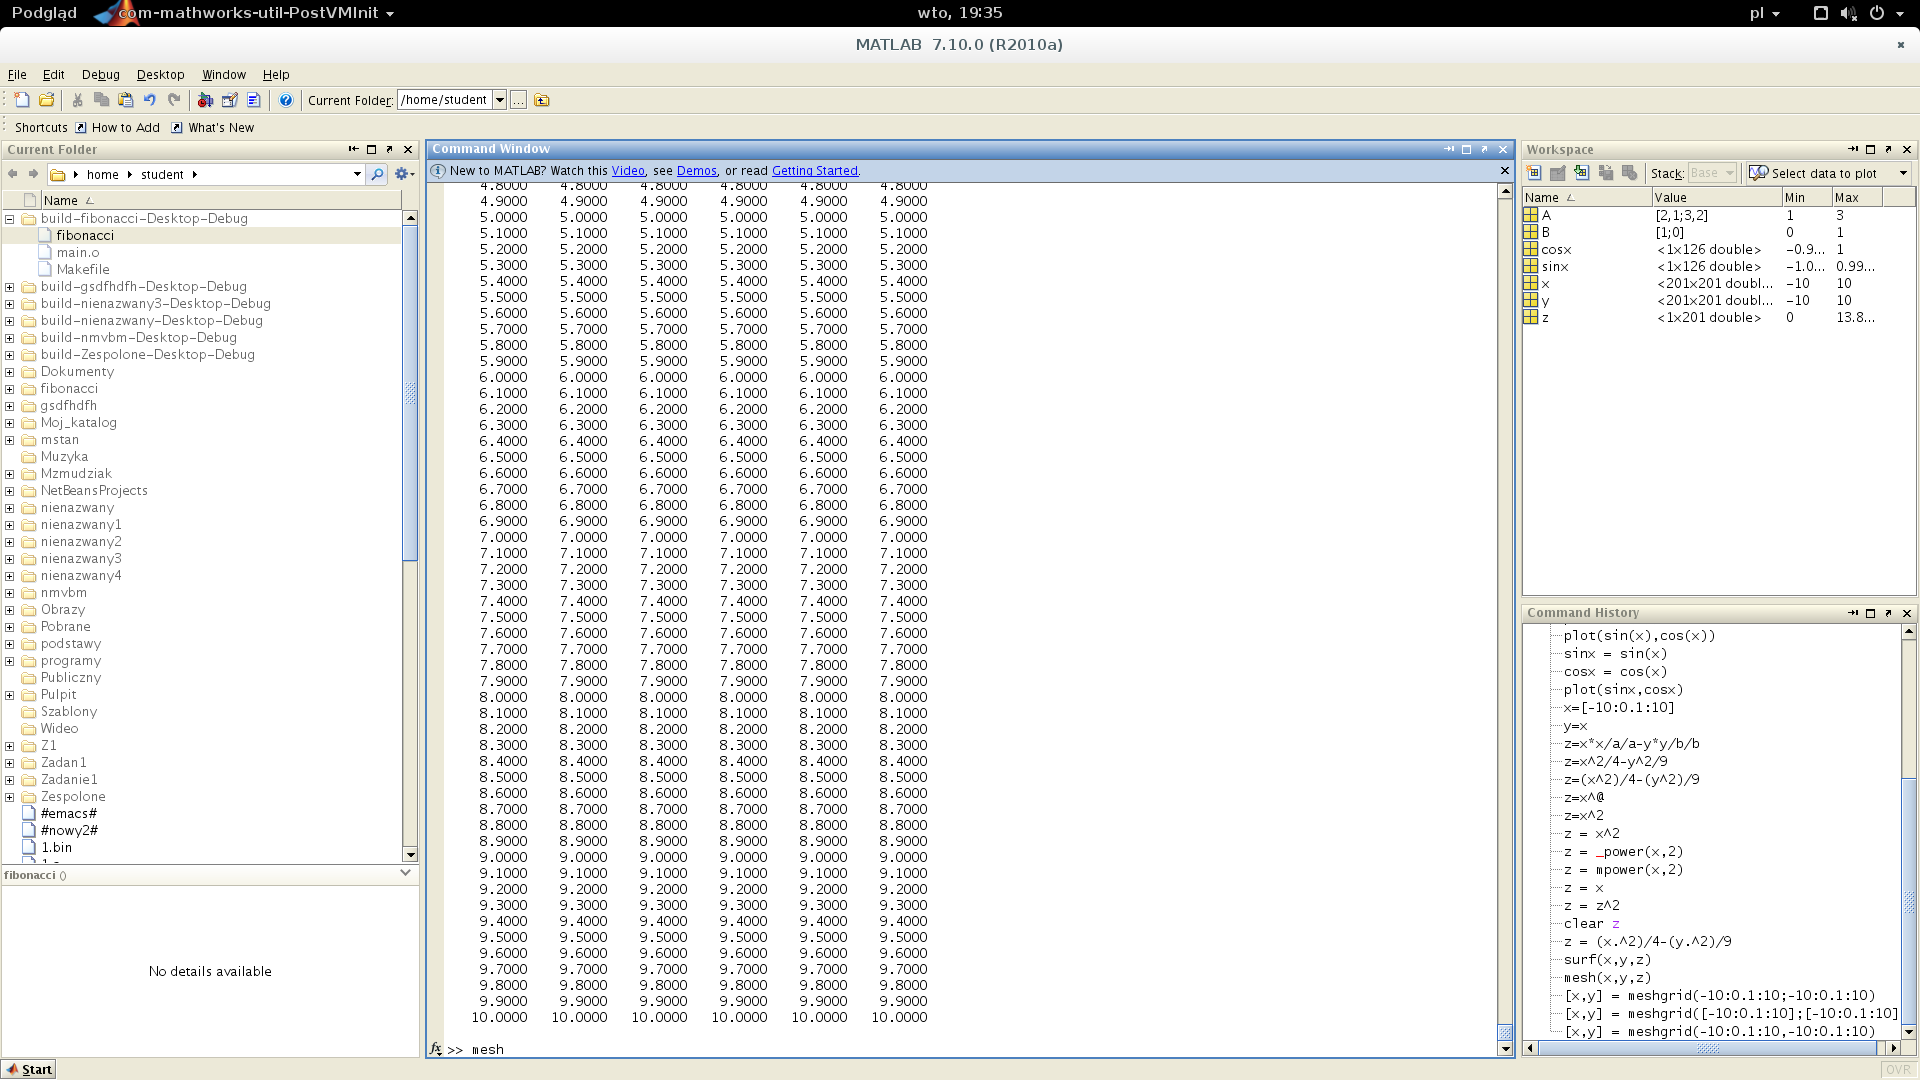 Podgląd com-mathworks-util-PostVMInit wto, 19:35 pl
MATLAB 7.10.0 (R2010a)
File Edit Debug Desktop Window Help
Current Folder: /home/student ...
Shortcuts How to Add What's New
Current Folder
home student
Name
build-fibonacci-Desktop-Debug
fibonacci
main.o
Makefile
build-gsdfhdfh-Desktop-Debug
build-nienazwany3-Desktop-Debug
build-nienazwany-Desktop-Debug
build-nmvbm-Desktop-Debug
build-Zespolone-Desktop-Debug
Dokumenty
fibonacci
gsdfhdfh
Moj_katalog
mstan
Muzyka
Mzmudziak
NetBeansProjects
nienazwany
nienazwany1
nienazwany2
nienazwany3
nienazwany4
nmvbm
Obrazy
Pobrane
podstawy
programy
Publiczny
Pulpit
Szablony
Wideo
Z1
Zadan1
Zadanie1
Zespolone
#emacs#
#nowy2#
1.bin
fibonacci ()
No details available
Start
Command Window
New to MATLAB? Watch this Video, see Demos, or read Getting Started.
4.8000 4.8000 4.8000 4.8000 4.8000 4.8000
4.9000 4.9000 4.9000 4.9000 4.9000 4.9000
5.0000 5.0000 5.0000 5.0000 5.0000 5.0000
5.1000 5.1000 5.1000 5.1000 5.1000 5.1000
5.2000 5.2000 5.2000 5.2000 5.2000 5.2000
5.3000 5.3000 5.3000 5.3000 5.3000 5.3000
5.4000 5.4000 5.4000 5.4000 5.4000 5.4000
5.5000 5.5000 5.5000 5.5000 5.5000 5.5000
5.6000 5.6000 5.6000 5.6000 5.6000 5.6000
5.7000 5.7000 5.7000 5.7000 5.7000 5.7000
5.8000 5.8000 5.8000 5.8000 5.8000 5.8000
5.9000 5.9000 5.9000 5.9000 5.9000 5.9000
6.0000 6.0000 6.0000 6.0000 6.0000 6.0000
6.1000 6.1000 6.1000 6.1000 6.1000 6.1000
6.2000 6.2000 6.2000 6.2000 6.2000 6.2000
6.3000 6.3000 6.3000 6.3000 6.3000 6.3000
6.4000 6.4000 6.4000 6.4000 6.4000 6.4000
6.5000 6.5000 6.5000 6.5000 6.5000 6.5000
6.6000 6.6000 6.6000 6.6000 6.6000 6.6000
6.7000 6.7000 6.7000 6.7000 6.7000 6.7000
6.8000 6.8000 6.8000 6.8000 6.8000 6.8000
6.9000 6.9000 6.9000 6.9000 6.9000 6.9000
7.0000 7.0000 7.0000 7.0000 7.0000 7.0000
7.1000 7.1000 7.1000 7.1000 7.1000 7.1000
7.2000 7.2000 7.2000 7.2000 7.2000 7.2000
7.3000 7.3000 7.3000 7.3000 7.3000 7.3000
7.4000 7.4000 7.4000 7.4000 7.4000 7.4000
7.5000 7.5000 7.5000 7.5000 7.5000 7.5000
7.6000 7.6000 7.6000 7.6000 7.6000 7.6000
7.7000 7.7000 7.7000 7.7000 7.7000 7.7000
7.8000 7.8000 7.8000 7.8000 7.8000 7.8000
7.9000 7.9000 7.9000 7.9000 7.9000 7.9000
8.0000 8.0000 8.0000 8.0000 8.0000 8.0000
8.1000 8.1000 8.1000 8.1000 8.1000 8.1000
8.2000 8.2000 8.2000 8.2000 8.2000 8.2000
8.3000 8.3000 8.3000 8.3000 8.3000 8.3000
8.4000 8.4000 8.4000 8.4000 8.4000 8.4000
8.5000 8.5000 8.5000 8.5000 8.5000 8.5000
8.6000 8.6000 8.6000 8.6000 8.6000 8.6000
8.7000 8.7000 8.7000 8.7000 8.7000 8.7000
8.8000 8.8000 8.8000 8.8000 8.8000 8.8000
8.9000 8.9000 8.9000 8.9000 8.9000 8.9000
9.0000 9.0000 9.0000 9.0000 9.0000 9.0000
9.1000 9.1000 9.1000 9.1000 9.1000 9.1000
9.2000 9.2000 9.2000 9.2000 9.2000 9.2000
9.3000 9.3000 9.3000 9.3000 9.3000 9.3000
9.4000 9.4000 9.4000 9.4000 9.4000 9.4000
9.5000 9.5000 9.5000 9.5000 9.5000 9.5000
9.6000 9.6000 9.6000 9.6000 9.6000 9.6000
9.7000 9.7000 9.7000 9.7000 9.7000 9.7000
9.8000 9.8000 9.8000 9.8000 9.8000 9.8000
9.9000 9.9000 9.9000 9.9000 9.9000 9.9000
10.0000 10.0000 10.0000 10.0000 10.0000 10.0000
fx >> mesh
Workspace
Stack: Base Select data to plot
Name Value Min Max
A [2,1;3,2] 1 3
B [1;0] 0 1
cosx <1x126 double> -0.9... 1
sinx <1x126 double> -1.0... 0.99...
x <201x201 doubl... -10 10
y <201x201 doubl... -10 10
z <1x201 double> 0 13.8...
Command History
plot(sin(x),cos(x))
sinx = sin(x)
cosx = cos(x)
plot(sinx,cosx)
x=[-10:0.1:10]
y=x
z=x*x/a/a-y*y/b/b
z=x^2/4-y^2/9
z=(x^2)/4-(y^2)/9
z=x^@
z=x^2
z = x^2
z = _power(x,2)
z = mpower(x,2)
z = x
z = z^2
clear z
z = (x.^2)/4-(y.^2)/9
surf(x,y,z)
mesh(x,y,z)
[x,y] = meshgrid(-10:0.1:10;-10:0.1:10)
[x,y] = meshgrid([-10:0.1:10];[-10:0.1:10]
[x,y] = meshgrid(-10:0.1:10,-10:0.1:10)
OVR